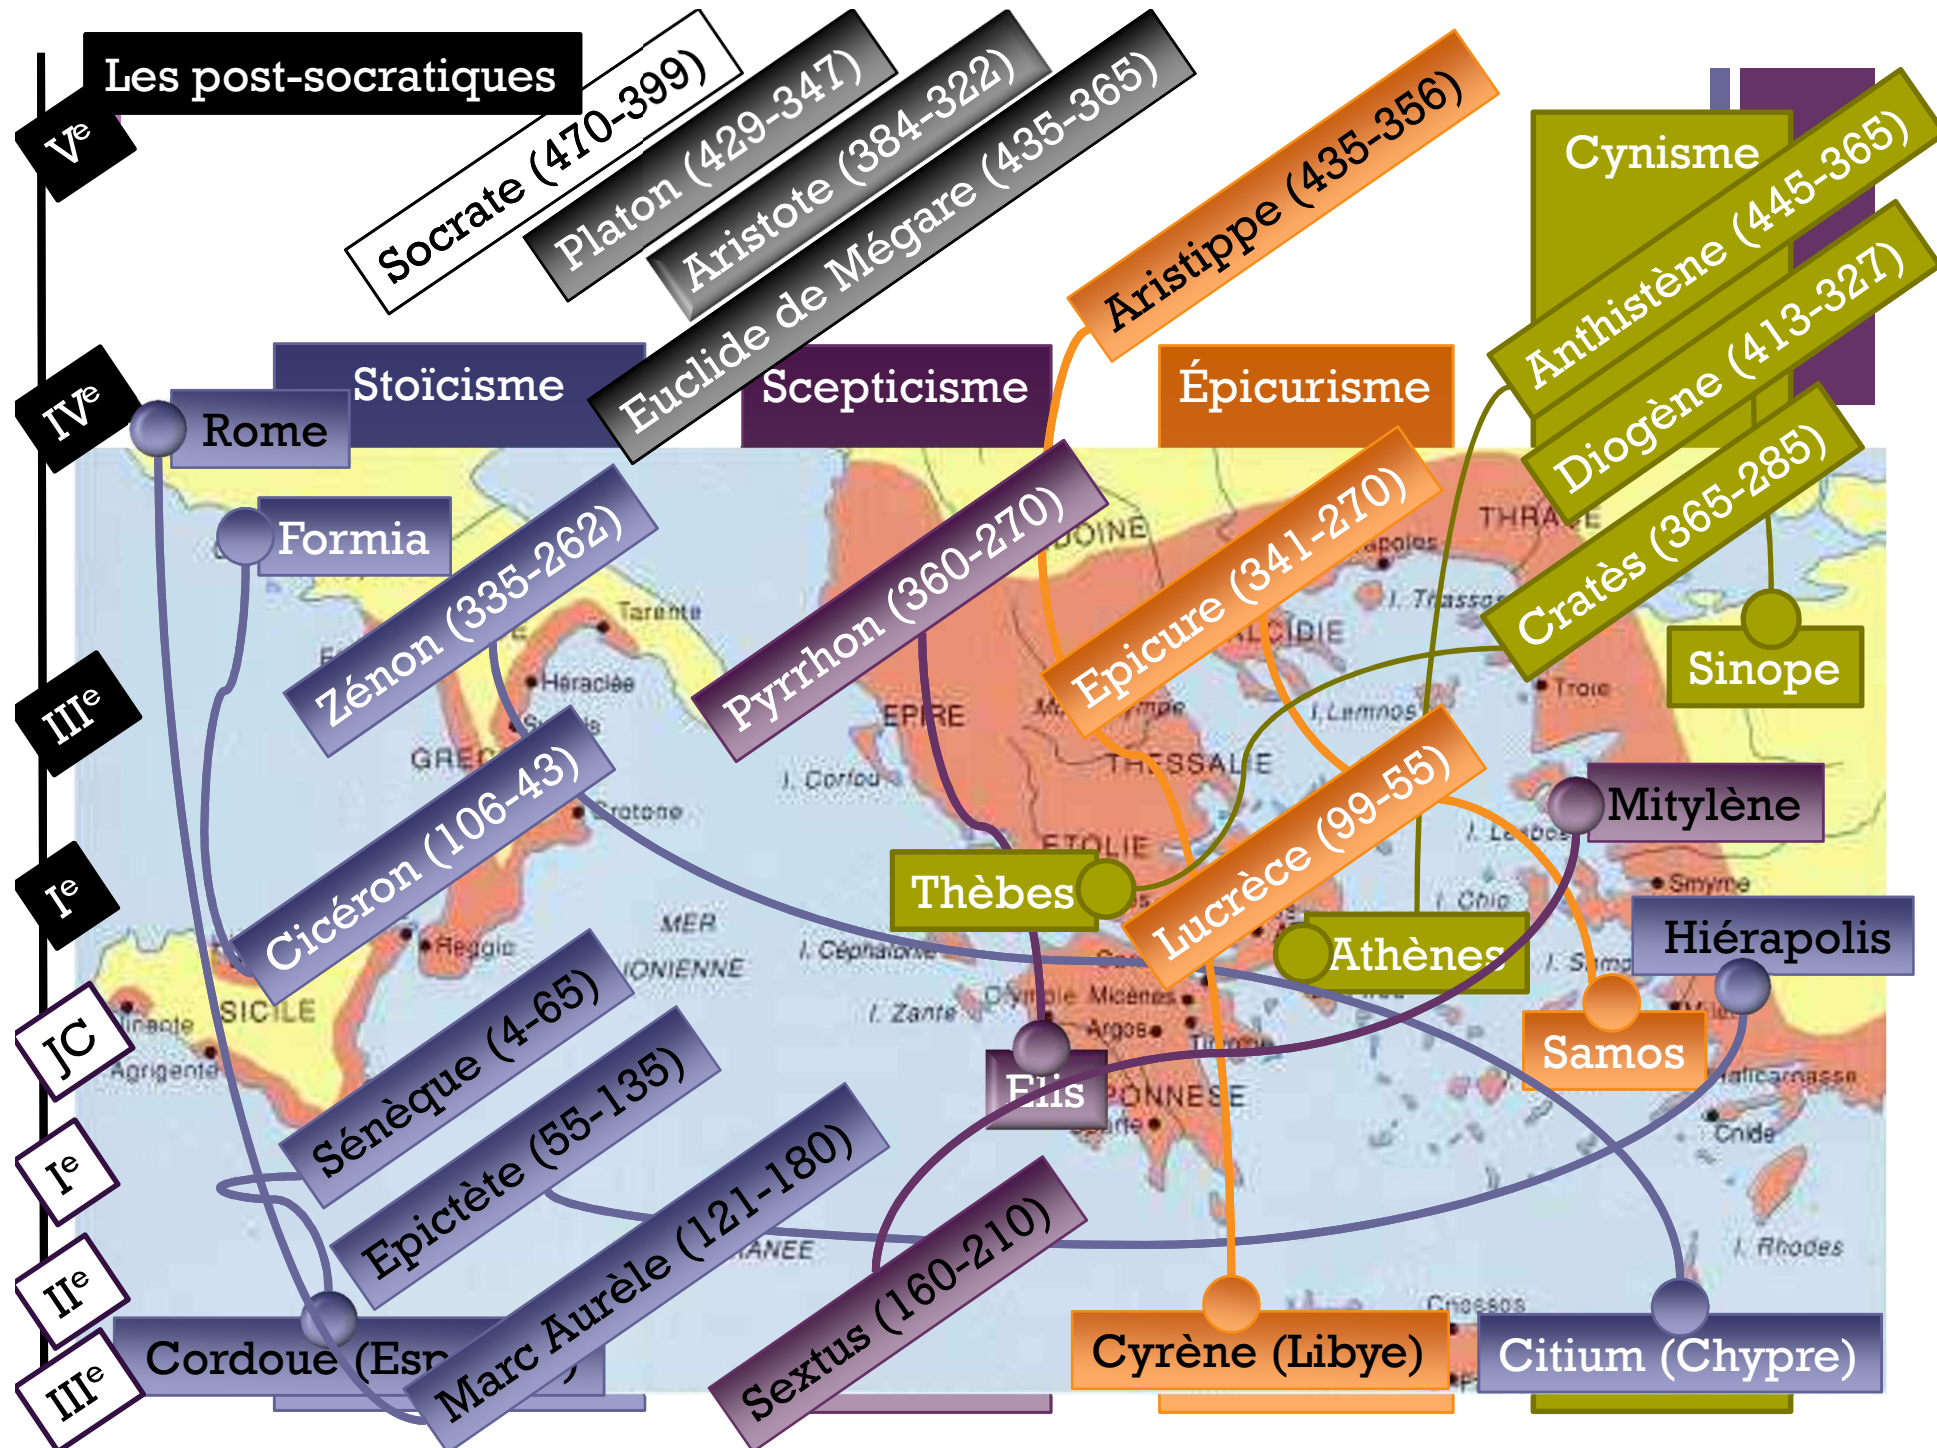 Les post-socratiques
Socrate (470-399)
Platon (429-347)
Aristote (384-322)
Euclide de Mégare (435-365)
Aristippe (435-356)
Cynisme
Anthistène (445-365)
Diogène (413-327)
Cratès (365-285)
Ve
IVe
IIIe
Ie
JC
Ie
IIe
IIIe
Stoïcisme
Scepticisme
Épicurisme
Rome
Formia
Zénon (335-262)
Pyrrhon (360-270)
Epicure (341-270)
THRACE
Tarente
I. Thassos
Sinope
Héraclée
EPIRE
I. Lemnos
Troie
THESSALIE
I. Corfou
Cicéron (106-43)
Crotone
Lucrèce (99-55)
Mitylène
ETOLIE
I. Lesbos
Thèbes
Smyrne
I. Chio
MER
IONIENNE
Reggio
I. Céphalonie
Athènes
Hiérapolis
SICILE
I. Zante
Olympie
Micènes
Argos
Samos
Agrigente
Sénèque (4-65)
Elis
Halicarnasse
Cnide
Epictète (55-135)
Marc Aurèle (121-180)
Sextus (160-210)
I. Rhodes
Cnossos
Cordoue (Esp
Cyrène (Libye)
Citium (Chypre)